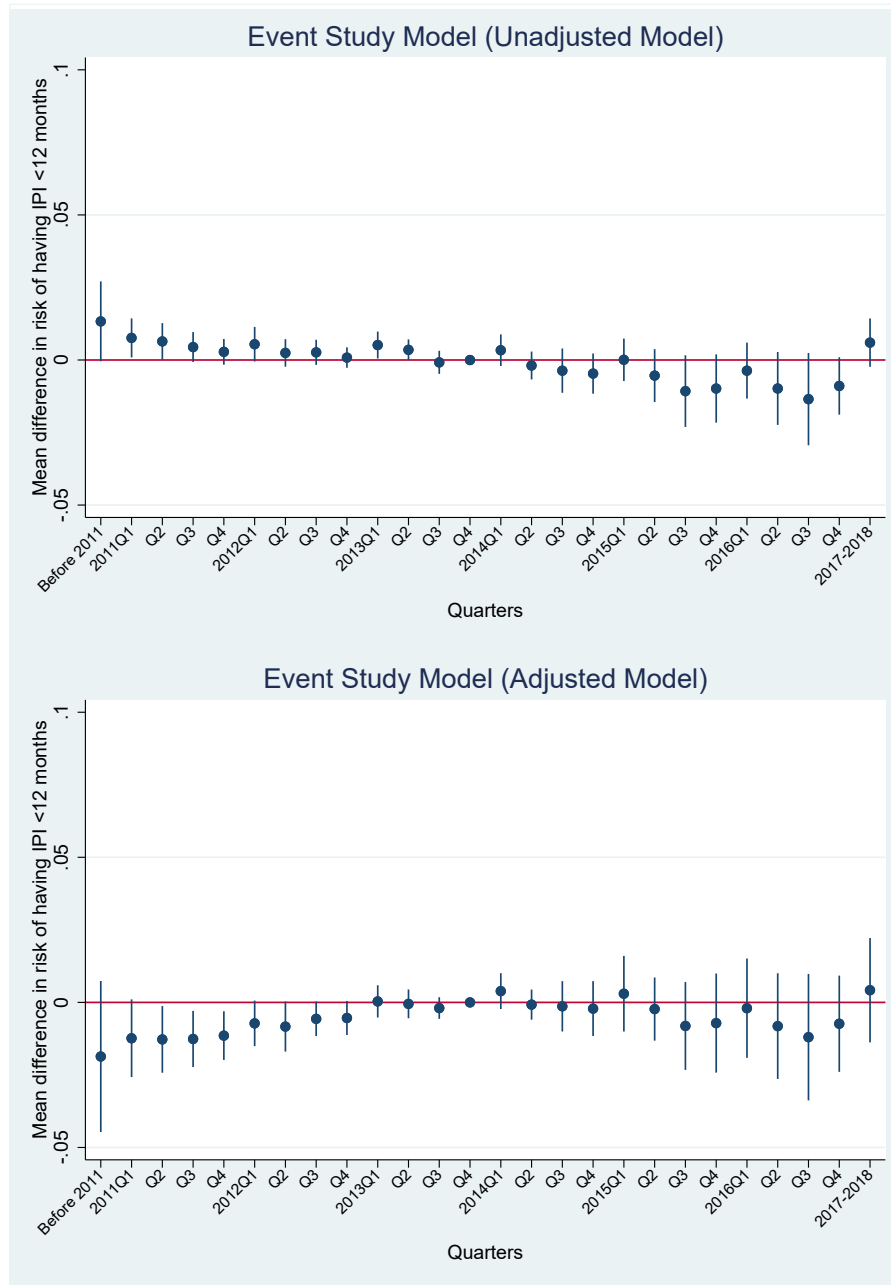 Event Study Model (Unadjusted Model)
Mean difference in risk of having IPI <12 months
.1
.05
0
-.05
Before 2011
2011Q1
Q2
Q3
Q4
2012Q1
Q2
Q3
Q4
2013Q1
Q2
Q3
Q4
2014Q1
Q2
Q3
Q4
2015Q1
Q2
Q3
Q4
2016Q1
Q2
Q3
Q4
2017-2018
Quarters
Event Study Model (Adjusted Model)
Mean difference in risk of having IPI <12 months
.1
.05
0
-.05
Before 2011
2011Q1
Q2
Q3
Q4
2012Q1
Q2
Q3
Q4
2013Q1
Q2
Q3
Q4
2014Q1
Q2
Q3
Q4
2015Q1
Q2
Q3
Q4
2016Q1
Q2
Q3
Q4
2017-2018
Quarters